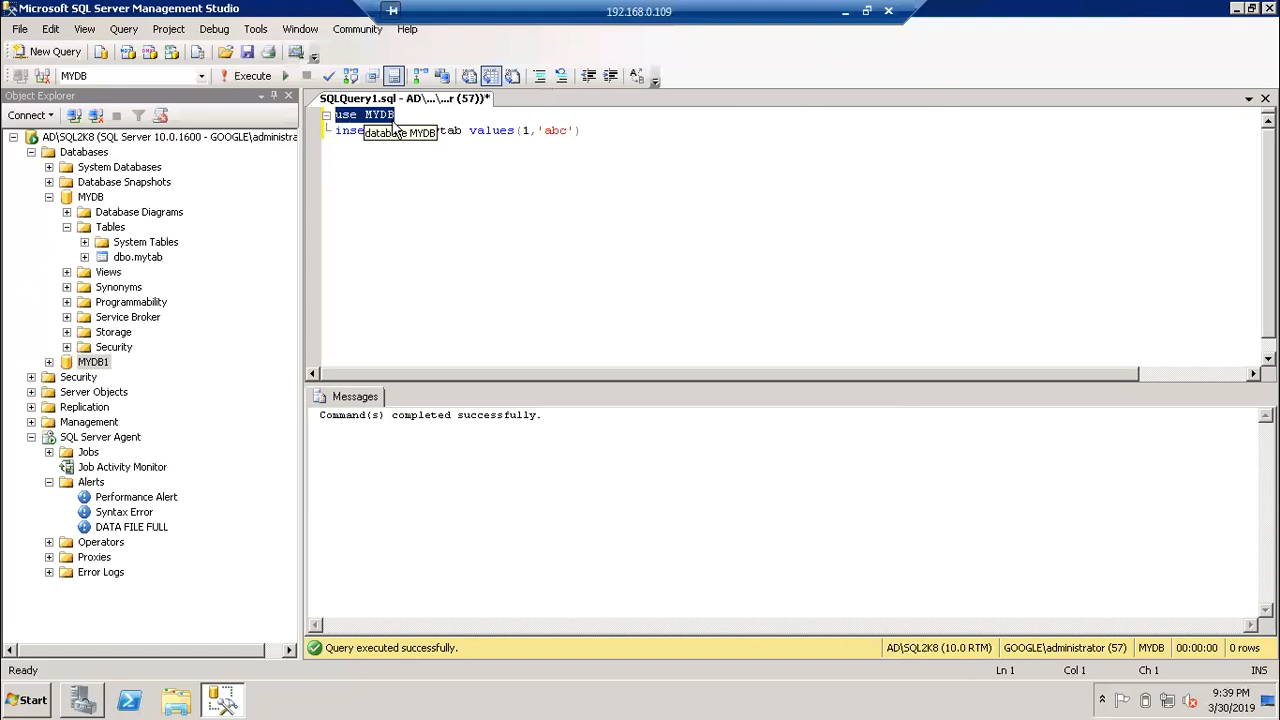 Microsoft SQL Server Management Studio
192.168.0.109
File Edit View Query Project Debug Tools Window Community Help
New Query
MYDB
Execute
Object Explorer
SQLQuery1.sql - AD\...\...r (57))*
Connect
use MYDB
database MYDB
values(1,'abc')
AD\SQL2K8 (SQL Server 10.0.1600 - GOOGLE\administra
Databases
System Databases
Database Snapshots
MYDB
Database Diagrams
Tables
System Tables
dbo.mytab
Views
Synonyms
Programmability
Service Broker
Storage
Security
MYDB1
Security
Server Objects
Replication
Management
SQL Server Agent
Jobs
Job Activity Monitor
Alerts
Performance Alert
Syntax Error
DATA FILE FULL
Operators
Proxies
Error Logs
Messages
Command(s) completed successfully.
Query executed successfully.
AD\SQL2K8 (10.0 RTM) GOOGLE\administrator (57) MYDB 00:00:00 0 rows
Ready
Ln 1 Col 1 Ch 1 INS
Start
9:39 PM
3/30/2019